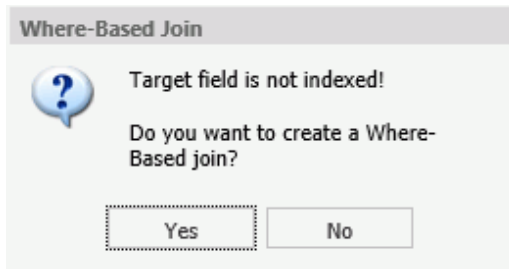 Where-Based Join
Target field is not indexed!
Do you want to create a Where-
Based join?
Yes
No